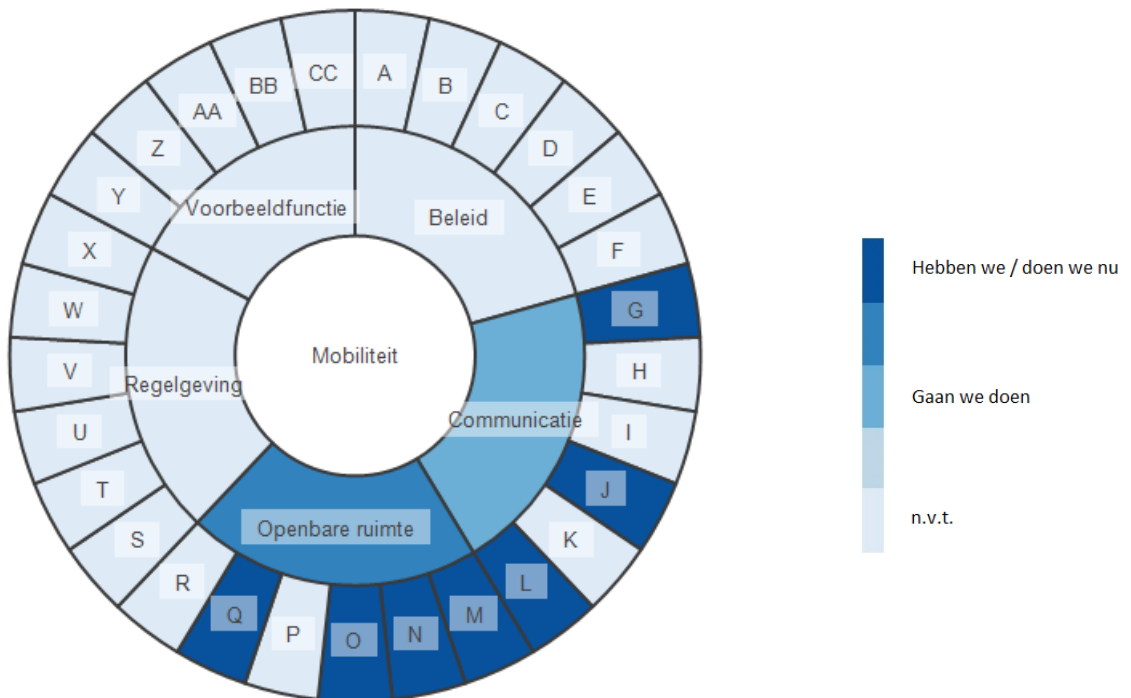 CC
A
BB
B
AA
C
Z
D
Y
E
Voorbeeldfunctie
Beleid
X
F
W
G
Hebben we / doen we nu
Mobiliteit
V
H
Regelgeving
Gaan we doen
U
Communicatie
I
T
J
n.v.t.
S
Openbare ruimte
K
R
L
Q
M
P
O
N